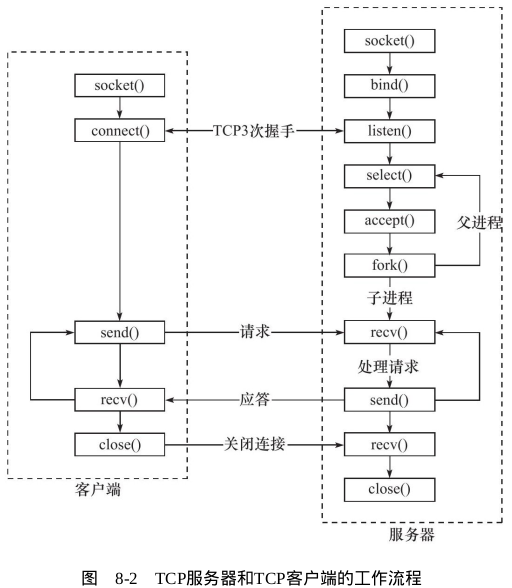 socket()
connect()
send()
recv()
close()
客户端
TCP3次握手
请求
应答
关闭连接
socket()
bind()
listen()
select()
accept()
fork()
父进程
子进程
recv()
处理请求
send()
recv()
close()
服务器
图 8-2 TCP服务器和TCP客户端的工作流程